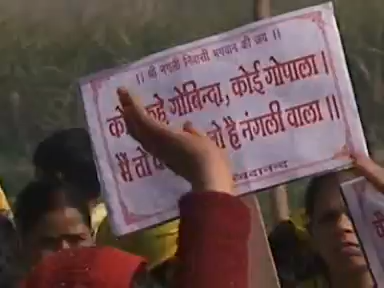 ।। श्री नंगली निवासी भगवान की जय ।।
को कहे गोविन्दा, कोई गोपाला।
मैं तो जो है नंगली वाला।।